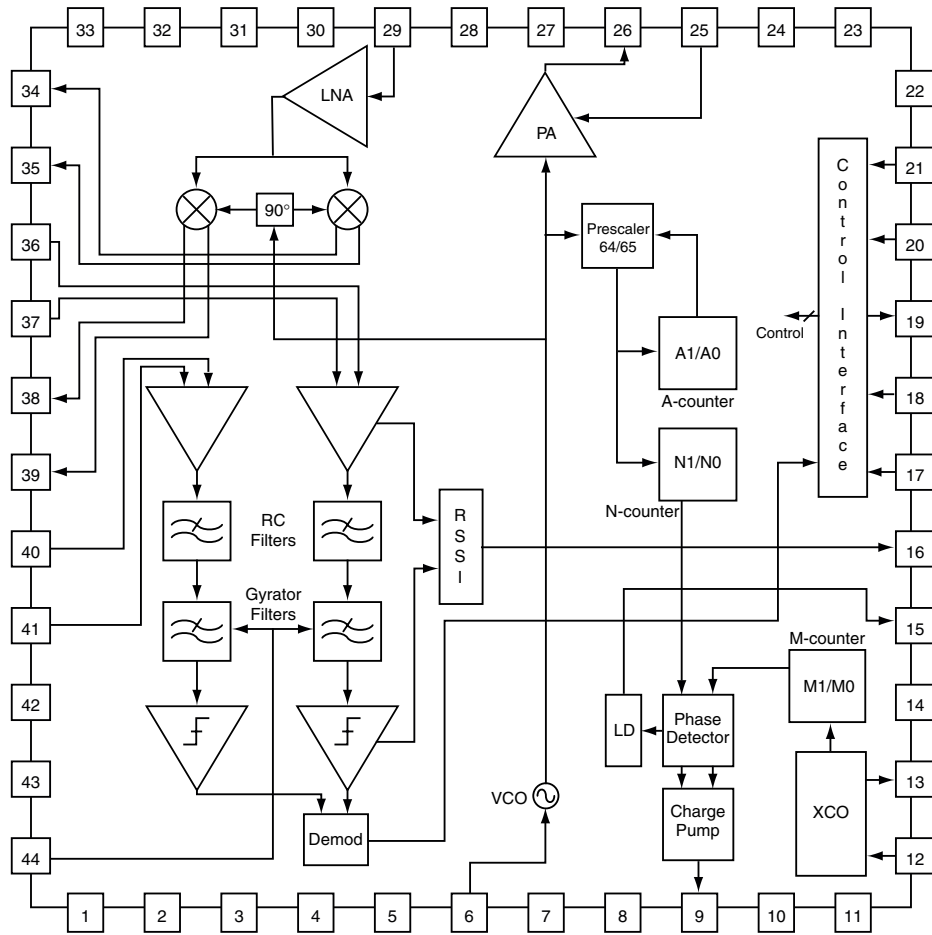 33 32 31 30 29 28 27 26 25 24 23
34
35
36
37
38
39
40
41
42
43
44
22
21
20
19
18
17
16
15
14
13
12
LNA
PA
90°
Prescaler
64/65
Control Interface
Control
A1/A0
A-counter
N1/N0
N-counter
RC
Filters
RSSI
Gyrator
Filters
M-counter
M1/M0
LD
Phase
Detector
VCO
Charge
Pump
XCO
Demod
1 2 3 4 5 6 7 8 9 10 11